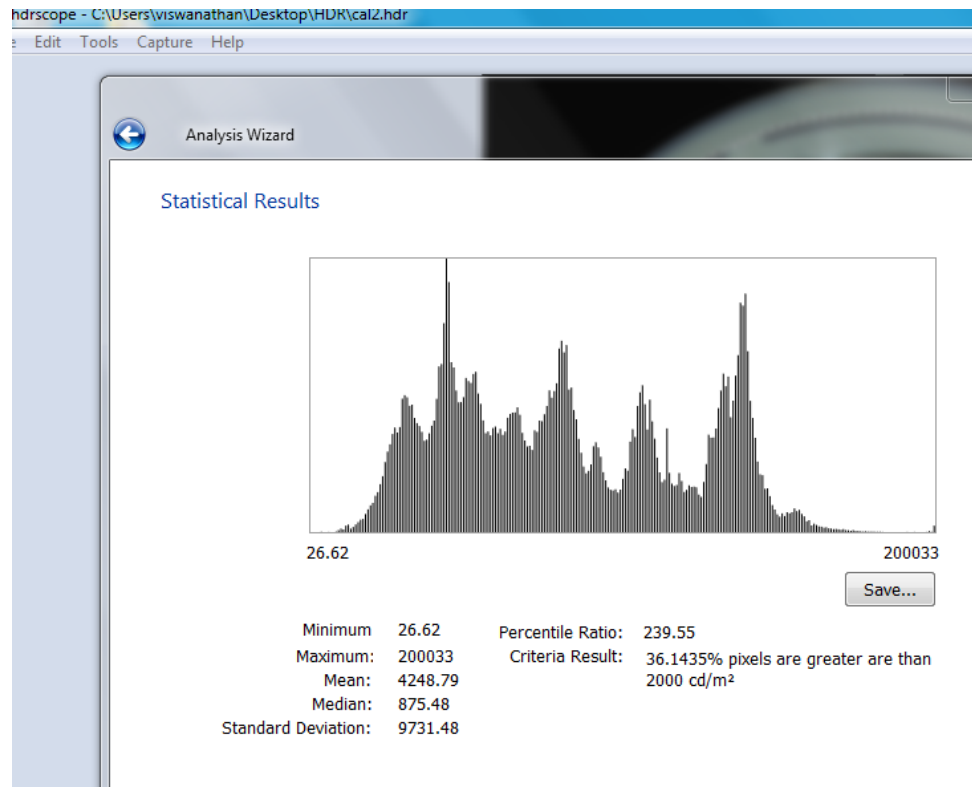 hdrscope - C:\Users\viswanathan\Desktop\HDR\cal2.hdr
Edit Tools Capture Help
Analysis Wizard
Statistical Results
26.62 200033
Save...
Minimum 26.62
Maximum: 200033
Mean: 4248.79
Median: 875.48
Standard Deviation: 9731.48
Percentile Ratio: 239.55
Criteria Result: 36.1435% pixels are greater are than
2000 cd/m²